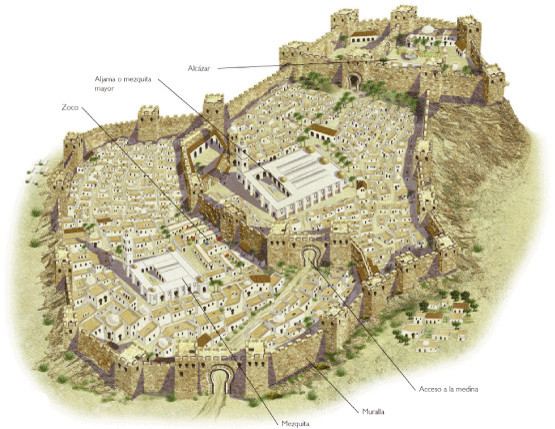 Alcázar
Aljama o mezquita
mayor
Zoco
Acceso a la medina
Muralla
Mezquita